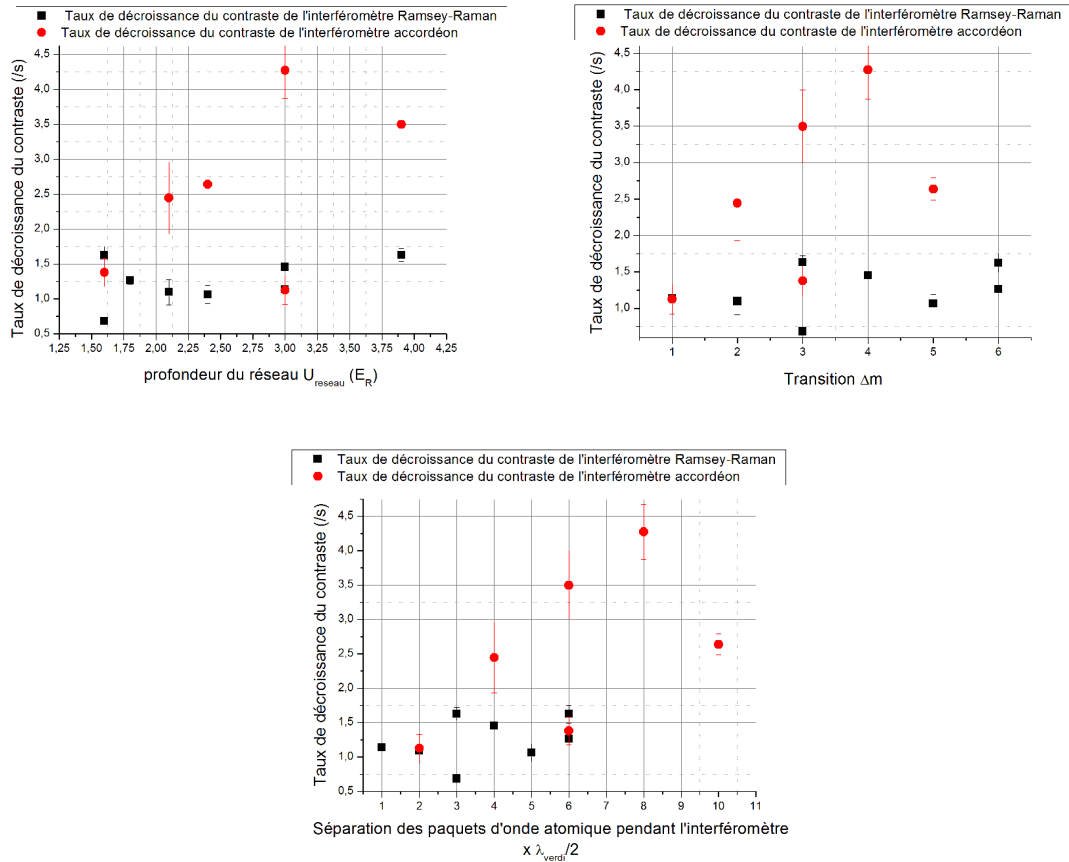 Taux de décroissance du contraste de l'interféromètre Ramsey-Raman
Taux de décroissance du contraste de l'interféromètre accordéon
Taux de décroissance du contraste (/s)
4,5
4,0
3,5
3,0
2,5
2,0
1,5
1,0
0,5
1,25 1,50 1,75 2,00 2,25 2,50 2,75 3,00 3,25 3,50 3,75 4,00 4,25
profondeur du réseau U_reseau (E_R)
Taux de décroissance du contraste de l'interféromètre Ramsey-Raman
Taux de décroissance du contraste de l'interféromètre accordéon
Taux de décroissance du contraste (/s)
4,5
4,0
3,5
3,0
2,5
2,0
1,5
1,0
1 2 3 4 5 6
Transition Δm
Taux de décroissance du contraste de l'interféromètre Ramsey-Raman
Taux de décroissance du contraste de l'interféromètre accordéon
Taux de décroissance du contraste (/s)
4,5
4,0
3,5
3,0
2,5
2,0
1,5
1,0
0,5
1 2 3 4 5 6 7 8 9 10 11
Séparation des paquets d'onde atomique pendant l'interféromètre
x λ_verdi/2